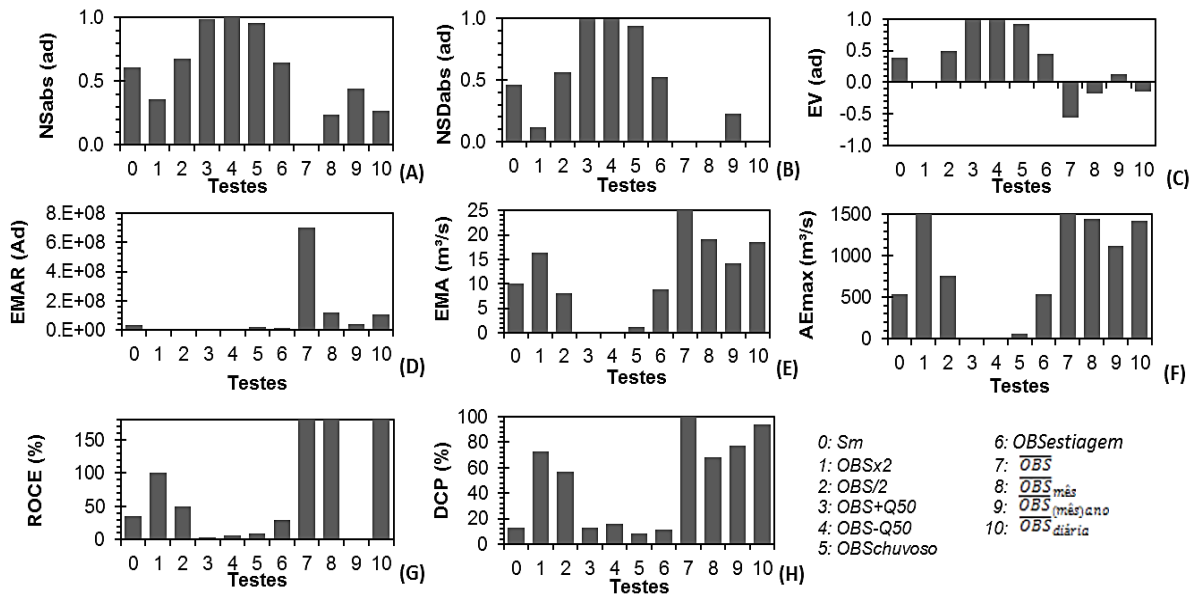 NSabs (ad)
1.0
0.5
0.0
0 1 2 3 4 5 6 7 8 9 10
Testes
(A)
NSDabs (ad)
1.0
0.5
0.0
0 1 2 3 4 5 6 7 8 9 10
Testes
(B)
EV (ad)
1.0
0.5
0.0
-0.5
-1.0
0 1 2 3 4 5 6 7 8 9 10
Testes
(C)
EMAR (Ad)
8.E+08
6.E+08
4.E+08
2.E+08
0.E+00
0 1 2 3 4 5 6 7 8 9 10
Testes
(D)
EMA (m³/s)
25
20
15
10
5
0
0 1 2 3 4 5 6 7 8 9 10
Testes
(E)
AEmax (m³/s)
1500
1000
500
0
0 1 2 3 4 5 6 7 8 9 10
Testes
(F)
ROCE (%)
150
100
50
0
0 1 2 3 4 5 6 7 8 9 10
Testes
(G)
DCP (%)
100
80
60
40
20
0
0 1 2 3 4 5 6 7 8 9 10
Testes
(H)
0: Sm
1: OBSx2
2: OBS/2
3: OBS+Q50
4: OBS-Q50
5: OBSchuvoso
6: OBSestiagem
7: O̅B̅S̅
8: O̅B̅S̅ mês
9: O̅B̅S̅ (mês)ano
10: O̅B̅S̅ diária